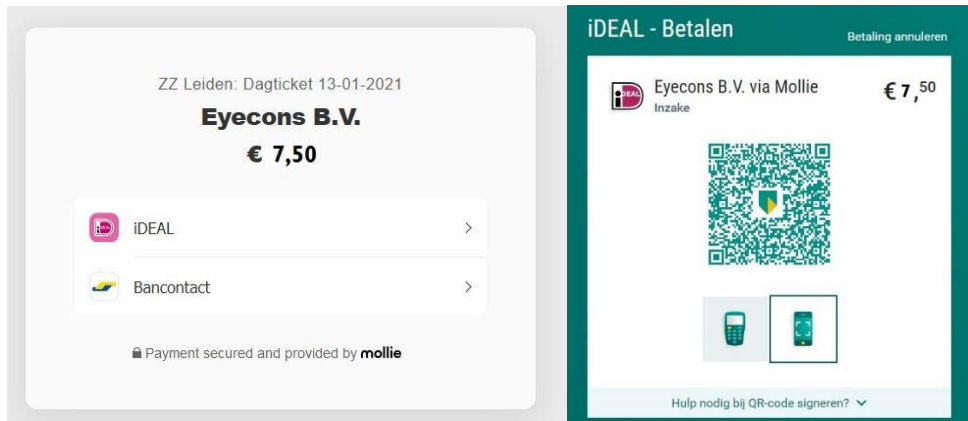 ZZ Leiden: Dagticket 13-01-2021
Eyecons B.V.
€ 7,50
iDEAL
Bancontact
Payment secured and provided by mollie
iDEAL - Betalen
Betaling annuleren
iDEAL
Eyecons B.V. via Mollie
€ 7,50
Inzake
Hulp nodig bij QR-code signeren?